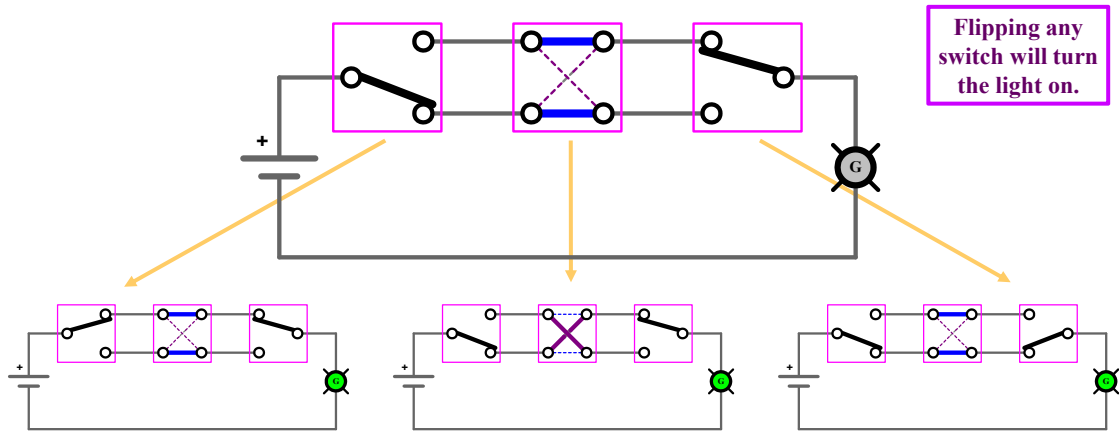 Flipping any
switch will turn
the light on.
+
G
+
G
+
G
+
G